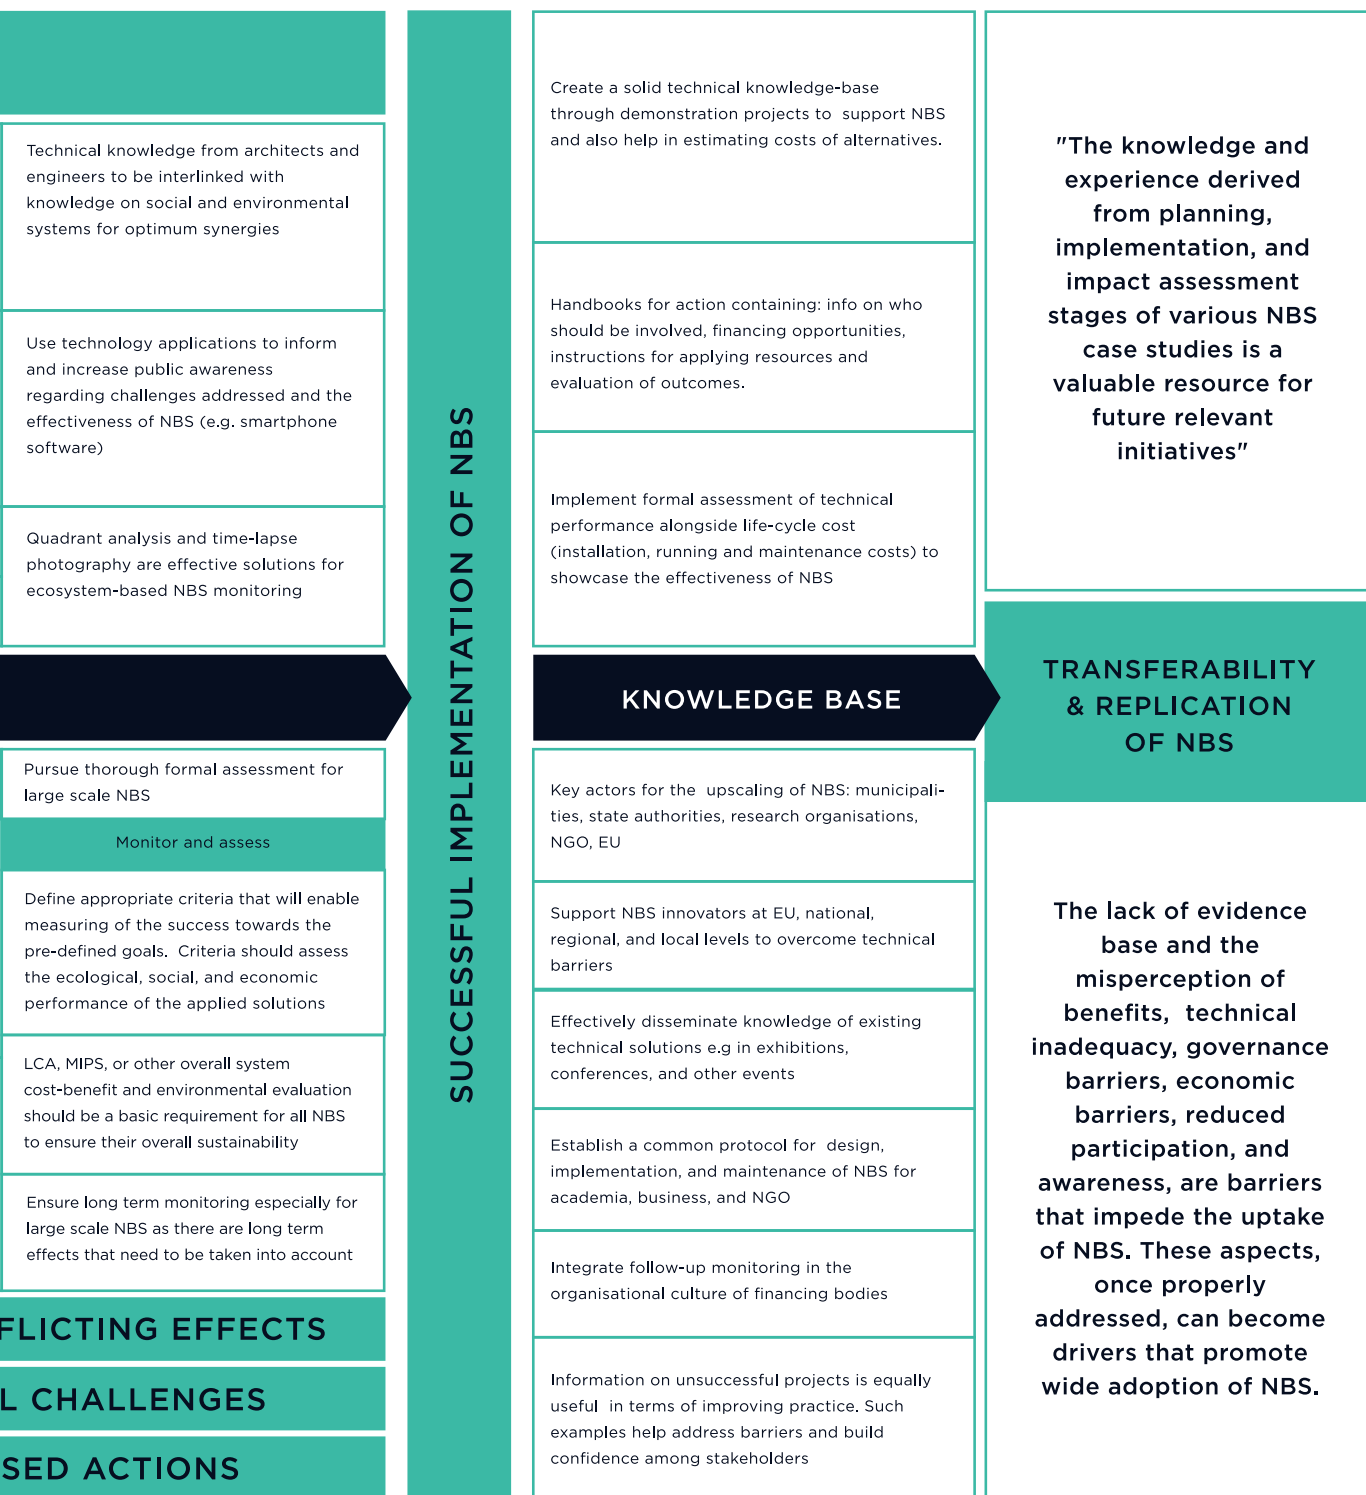 Technical knowledge from architects and
engineers to be interlinked with
knowledge on social and environmental
systems for optimum synergies
Use technology applications to inform
and increase public awareness
regarding challenges addressed and the
effectiveness of NBS (e.g. smartphone
software)
Quadrant analysis and time-lapse
photography are effective solutions for
ecosystem-based NBS monitoring
Pursue thorough formal assessment for
large scale NBS
Monitor and assess
Define appropriate criteria that will enable
measuring of the success towards the
pre-defined goals. Criteria should assess
the ecological, social, and economic
performance of the applied solutions
LCA, MIPS, or other overall system
cost-benefit and environmental evaluation
should be a basic requirement for all NBS
to ensure their overall sustainability
Ensure long term monitoring especially for
large scale NBS as there are long term
effects that need to be taken into account
FLICTING EFFECTS
L CHALLENGES
SED ACTIONS
SUCCESSFUL IMPLEMENTATION OF NBS
Create a solid technical knowledge-base
through demonstration projects to support NBS
and also help in estimating costs of alternatives.
Handbooks for action containing: info on who
should be involved, financing opportunities,
instructions for applying resources and
evaluation of outcomes.
Implement formal assessment of technical
performance alongside life-cycle cost
(installation, running and maintenance costs) to
showcase the effectiveness of NBS
KNOWLEDGE BASE
Key actors for the upscaling of NBS: municipali-
ties, state authorities, research organisations,
NGO, EU
Support NBS innovators at EU, national,
regional, and local levels to overcome technical
barriers
Effectively disseminate knowledge of existing
technical solutions e.g in exhibitions,
conferences, and other events
Establish a common protocol for design,
implementation, and maintenance of NBS for
academia, business, and NGO
Integrate follow-up monitoring in the
organisational culture of financing bodies
Information on unsuccessful projects is equally
useful in terms of improving practice. Such
examples help address barriers and build
confidence among stakeholders
"The knowledge and
experience derived
from planning,
implementation, and
impact assessment
stages of various NBS
case studies is a
valuable resource for
future relevant
initiatives"
TRANSFERABILITY
& REPLICATION
OF NBS
The lack of evidence
base and the
misperception of
benefits, technical
inadequacy, governance
barriers, economic
barriers, reduced
participation, and
awareness, are barriers
that impede the uptake
of NBS. These aspects,
once properly
addressed, can become
drivers that promote
wide adoption of NBS.